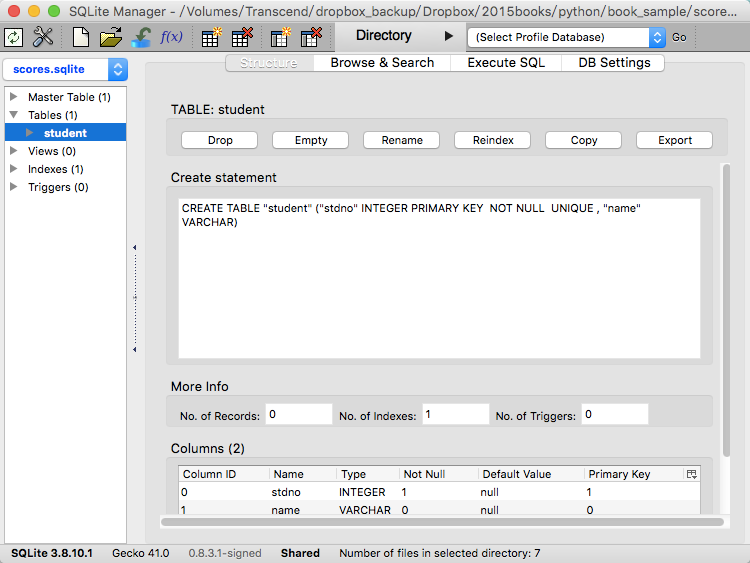 SQLite Manager - /Volumes/Transcend/dropbox_backup/Dropbox/2015books/python/book_sample/score...
f(x)
Directory
(Select Profile Database)
Go
scores.sqlite
Structure
Browse & Search
Execute SQL
DB Settings
Master Table (1)
Tables (1)
student
Views (0)
Indexes (1)
Triggers (0)
TABLE: student
Drop
Empty
Rename
Reindex
Copy
Export
Create statement
CREATE TABLE "student" ("stdno" INTEGER PRIMARY KEY  NOT NULL  UNIQUE , "name"
VARCHAR)
More Info
No. of Records: 0 No. of Indexes: 1 No. of Triggers: 0
Columns (2)
Column ID Name Type Not Null Default Value Primary Key
0 stdno INTEGER 1 null 1
1 name VARCHAR 0 null 0
SQLite 3.8.10.1 Gecko 41.0 0.8.3.1-signed Shared Number of files in selected directory: 7